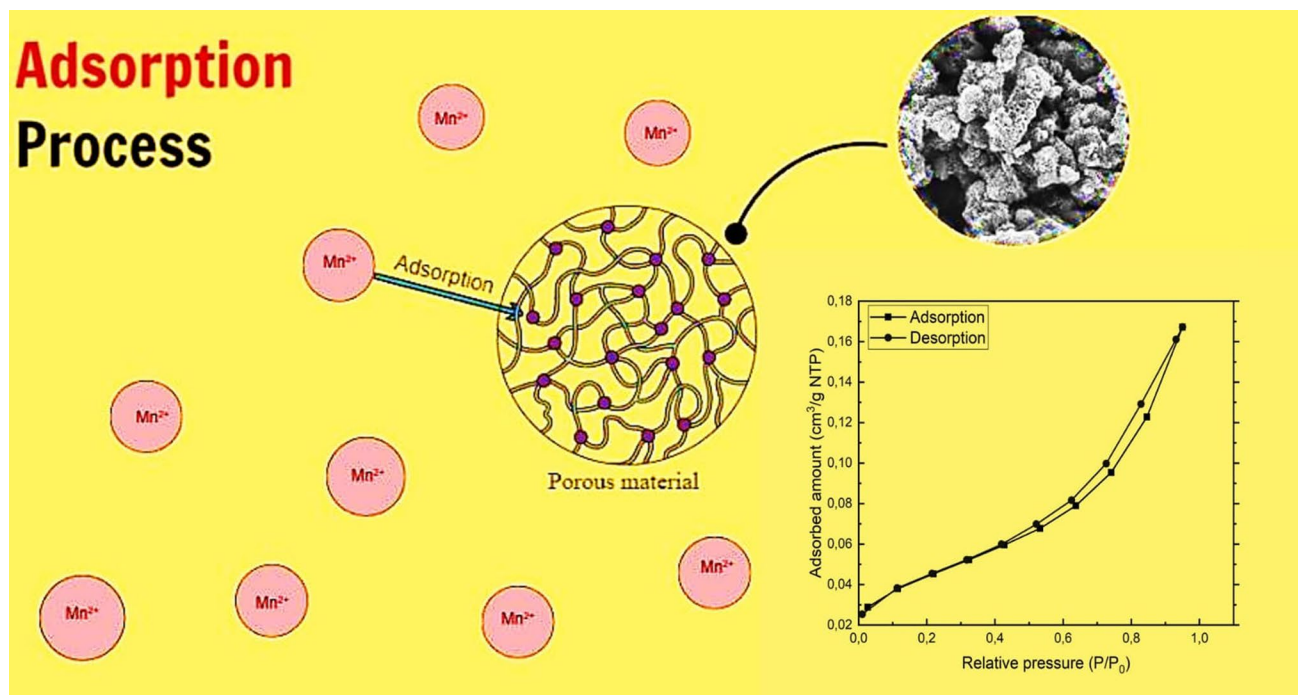 Adsorption
Process
Mn²⁺
Mn²⁺
Mn²⁺
Adsorption
Mn²⁺
Mn²⁺
Porous material
Mn²⁺
Mn²⁺
Mn²⁺
Mn²⁺
Adsorption
Desorption
Adsorbed amount (cm³/g NTP)
0,18
0,16
0,14
0,12
0,10
0,08
0,06
0,04
0,02
0,0 0,2 0,4 0,6 0,8 1,0
Relative pressure (P/P₀)